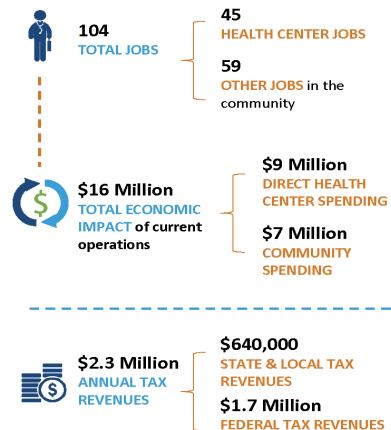 104
TOTAL JOBS
45
HEALTH CENTER JOBS
59
OTHER JOBS in the
community
$
$16 Million
TOTAL ECONOMIC
IMPACT of current
operations
$9 Million
DIRECT HEALTH
CENTER SPENDING
$7 Million
COMMUNITY
SPENDING
$2.3 Million
ANNUAL TAX
REVENUES
$
$640,000
STATE & LOCAL TAX
REVENUES
$1.7 Million
FEDERAL TAX REVENUES